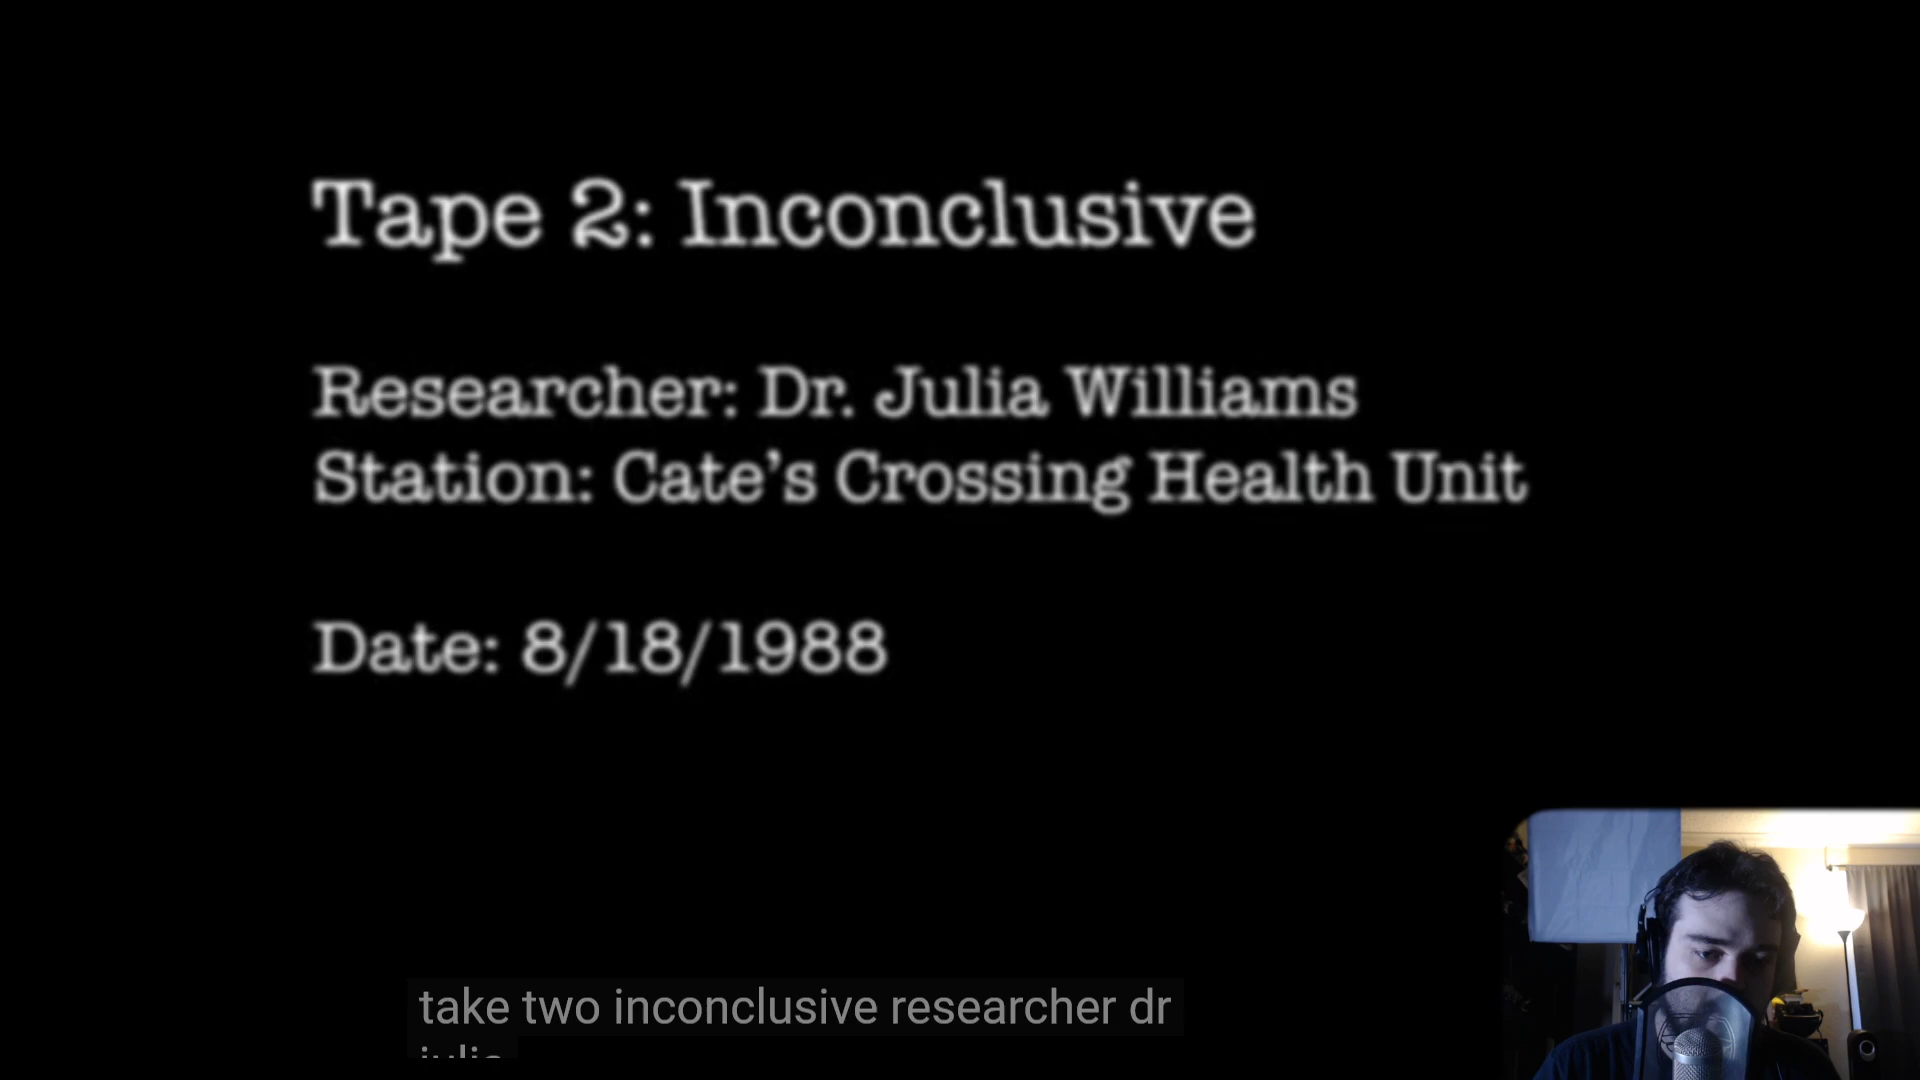 Tape 2: Inconclusive
Researcher: Dr. Julia Williams
Station: Cate’s Crossing Health Unit
Date: 8/18/1988
take two inconclusive researcher dr
julia